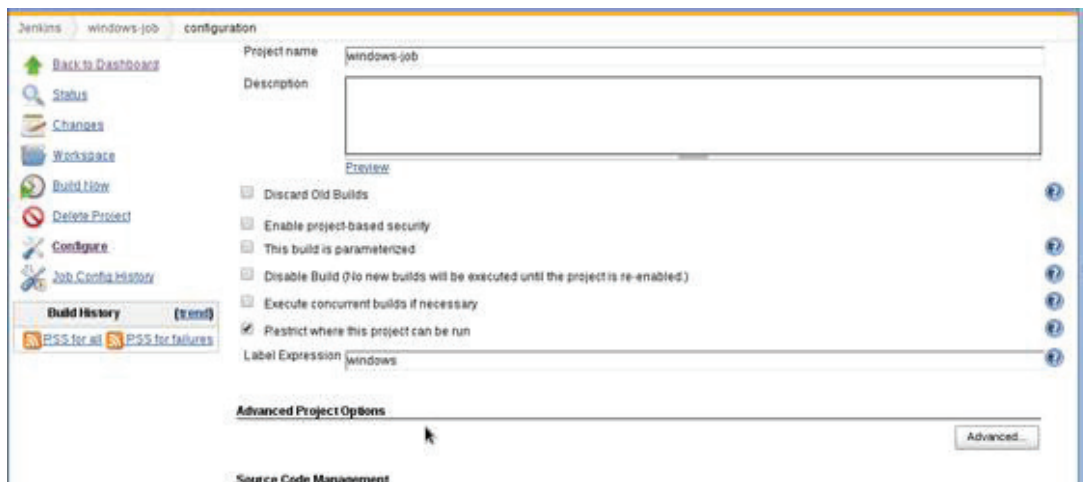 Jenkins windows-job configuration
Back to Dashboard
Status
Changes
Workspace
Build Now
Delete Project
Configure
Job Config History
Build History (trend)
RSS for all RSS for failures
Project name windows-job
Description
Preview
Discard Old Builds
Enable project-based security
This build is parameterized
Disable Build (No new builds will be executed until the project is re-enabled.)
Execute concurrent builds if necessary
Restrict where this project can be run
Label Expression windows
Advanced Project Options
Advanced...
Source Code Management